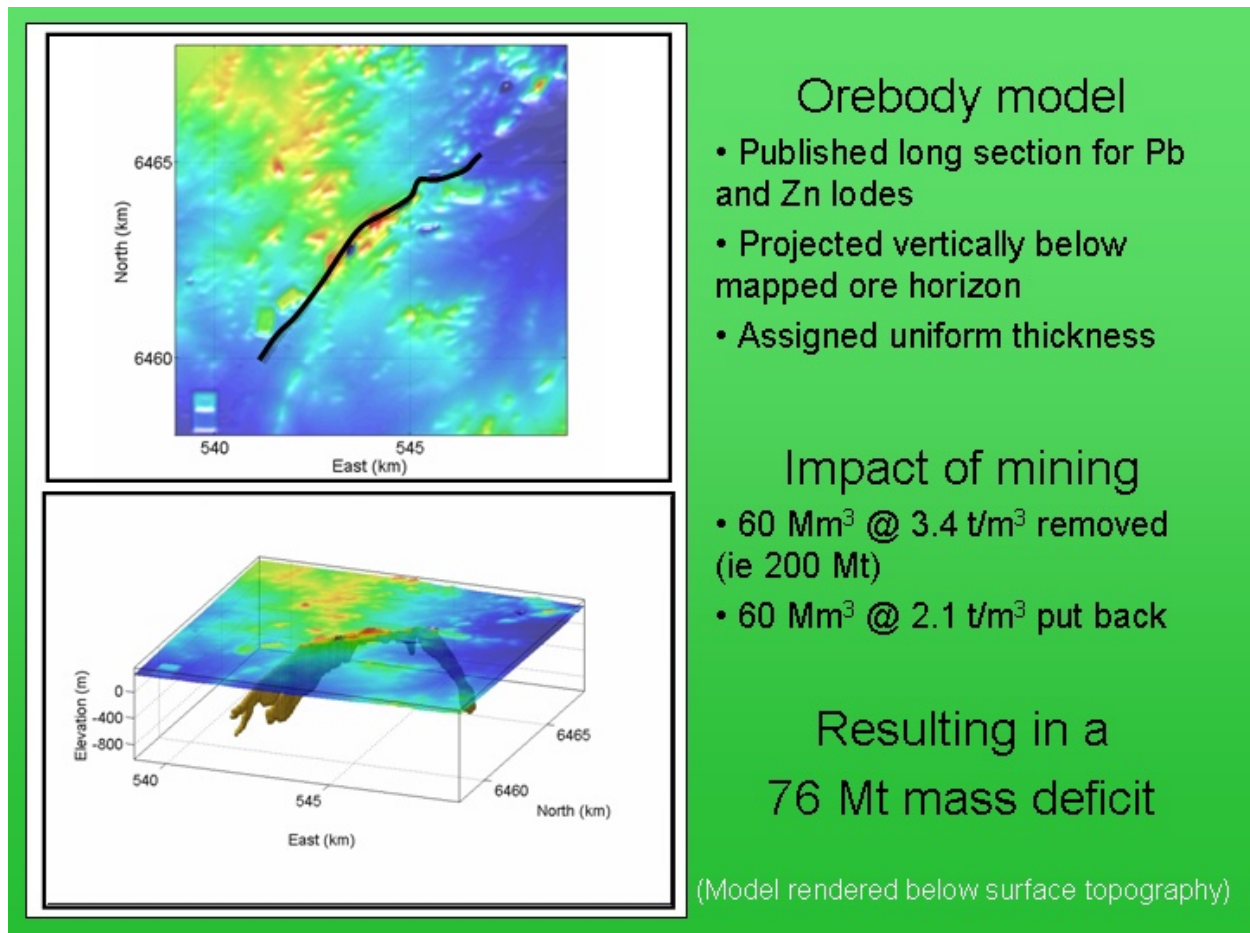 6465
North (km)
6460
540
545
East (km)
Elevation (m)
0
-400
-800
540
545
East (km)
6460
6465
North (km)
Orebody model
• Published long section for Pb
and Zn lodes
• Projected vertically below
mapped ore horizon
• Assigned uniform thickness
Impact of mining
• 60 Mm³ @ 3.4 t/m³ removed
(ie 200 Mt)
• 60 Mm³ @ 2.1 t/m³ put back
Resulting in a
76 Mt mass deficit
(Model rendered below surface topography)